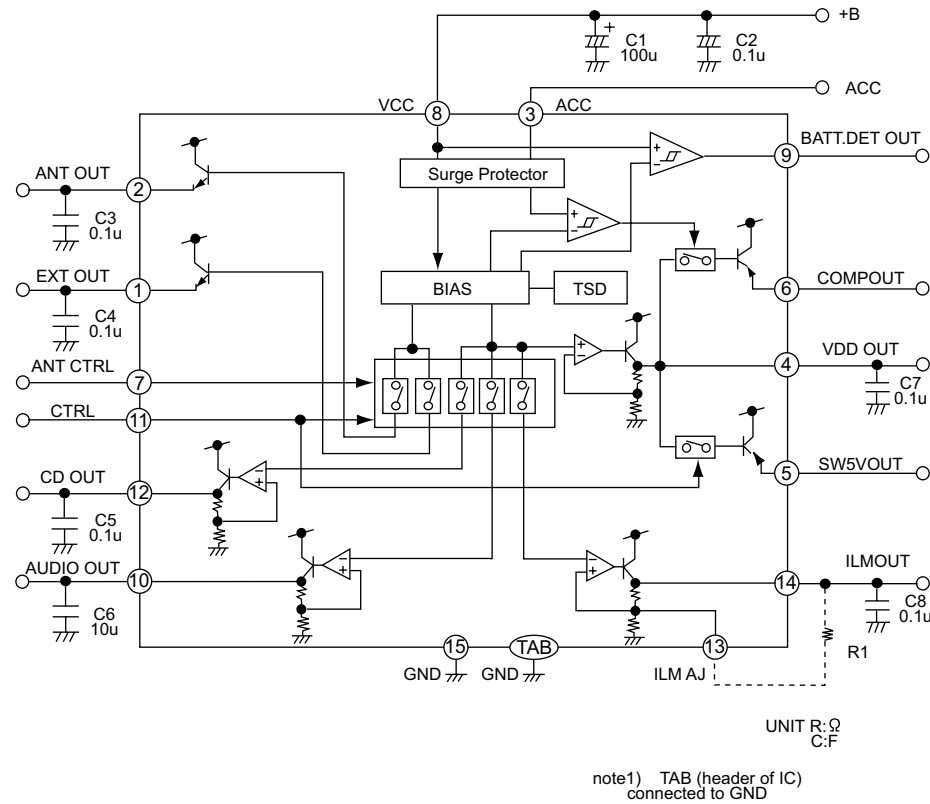 +B
+
C1
100u
C2
0.1u
ACC
VCC
8
3
ACC
BATT.DET OUT
9
Surge Protector
ANT OUT
2
C3
0.1u
EXT OUT
1
C4
0.1u
BIAS
TSD
6
COMPOUT
ANT CTRL
7
4
VDD OUT
C7
0.1u
CTRL
11
5
SW5VOUT
CD OUT
12
C5
0.1u
AUDIO OUT
10
C6
10u
14
ILMOUT
C8
0.1u
R1
15
TAB
13
GND
GND
ILM AJ
UNIT R:Ω
C:F
note1) TAB (header of IC)
connected to GND